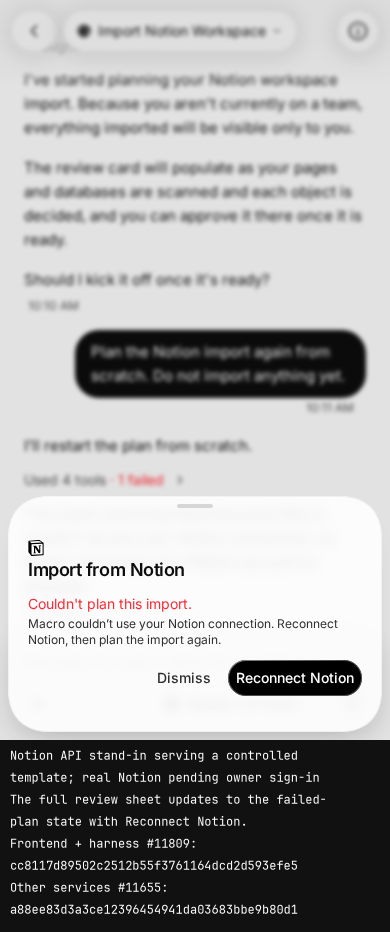 Import Notion Workspace
I've started planning your Notion workspace
import. Because you aren't currently on a team,
everything imported will be visible only to you.
The review card will populate as your pages
and databases are scanned and each object is
decided, and you can approve it there once it is
ready.
Should I kick it off once it's ready?
10:10 AM
Plan the Notion import again from
scratch. Do not import anything yet.
10:11 AM
I'll restart the plan from scratch.
Used 4 tools · 1 failed
Import from Notion
Couldn't plan this import.
Macro couldn’t use your Notion connection. Reconnect
Notion, then plan the import again.
Dismiss
Reconnect Notion
Notion API stand-in serving a controlled
template; real Notion pending owner sign-in
The full review sheet updates to the failed-
plan state with Reconnect Notion.
Frontend + harness #11809:
cc8117d89502c2512b55f3761164dcd2d593efe5
Other services #11655:
a88ee83d3a3ce12396454941da03683bbe9b80d1